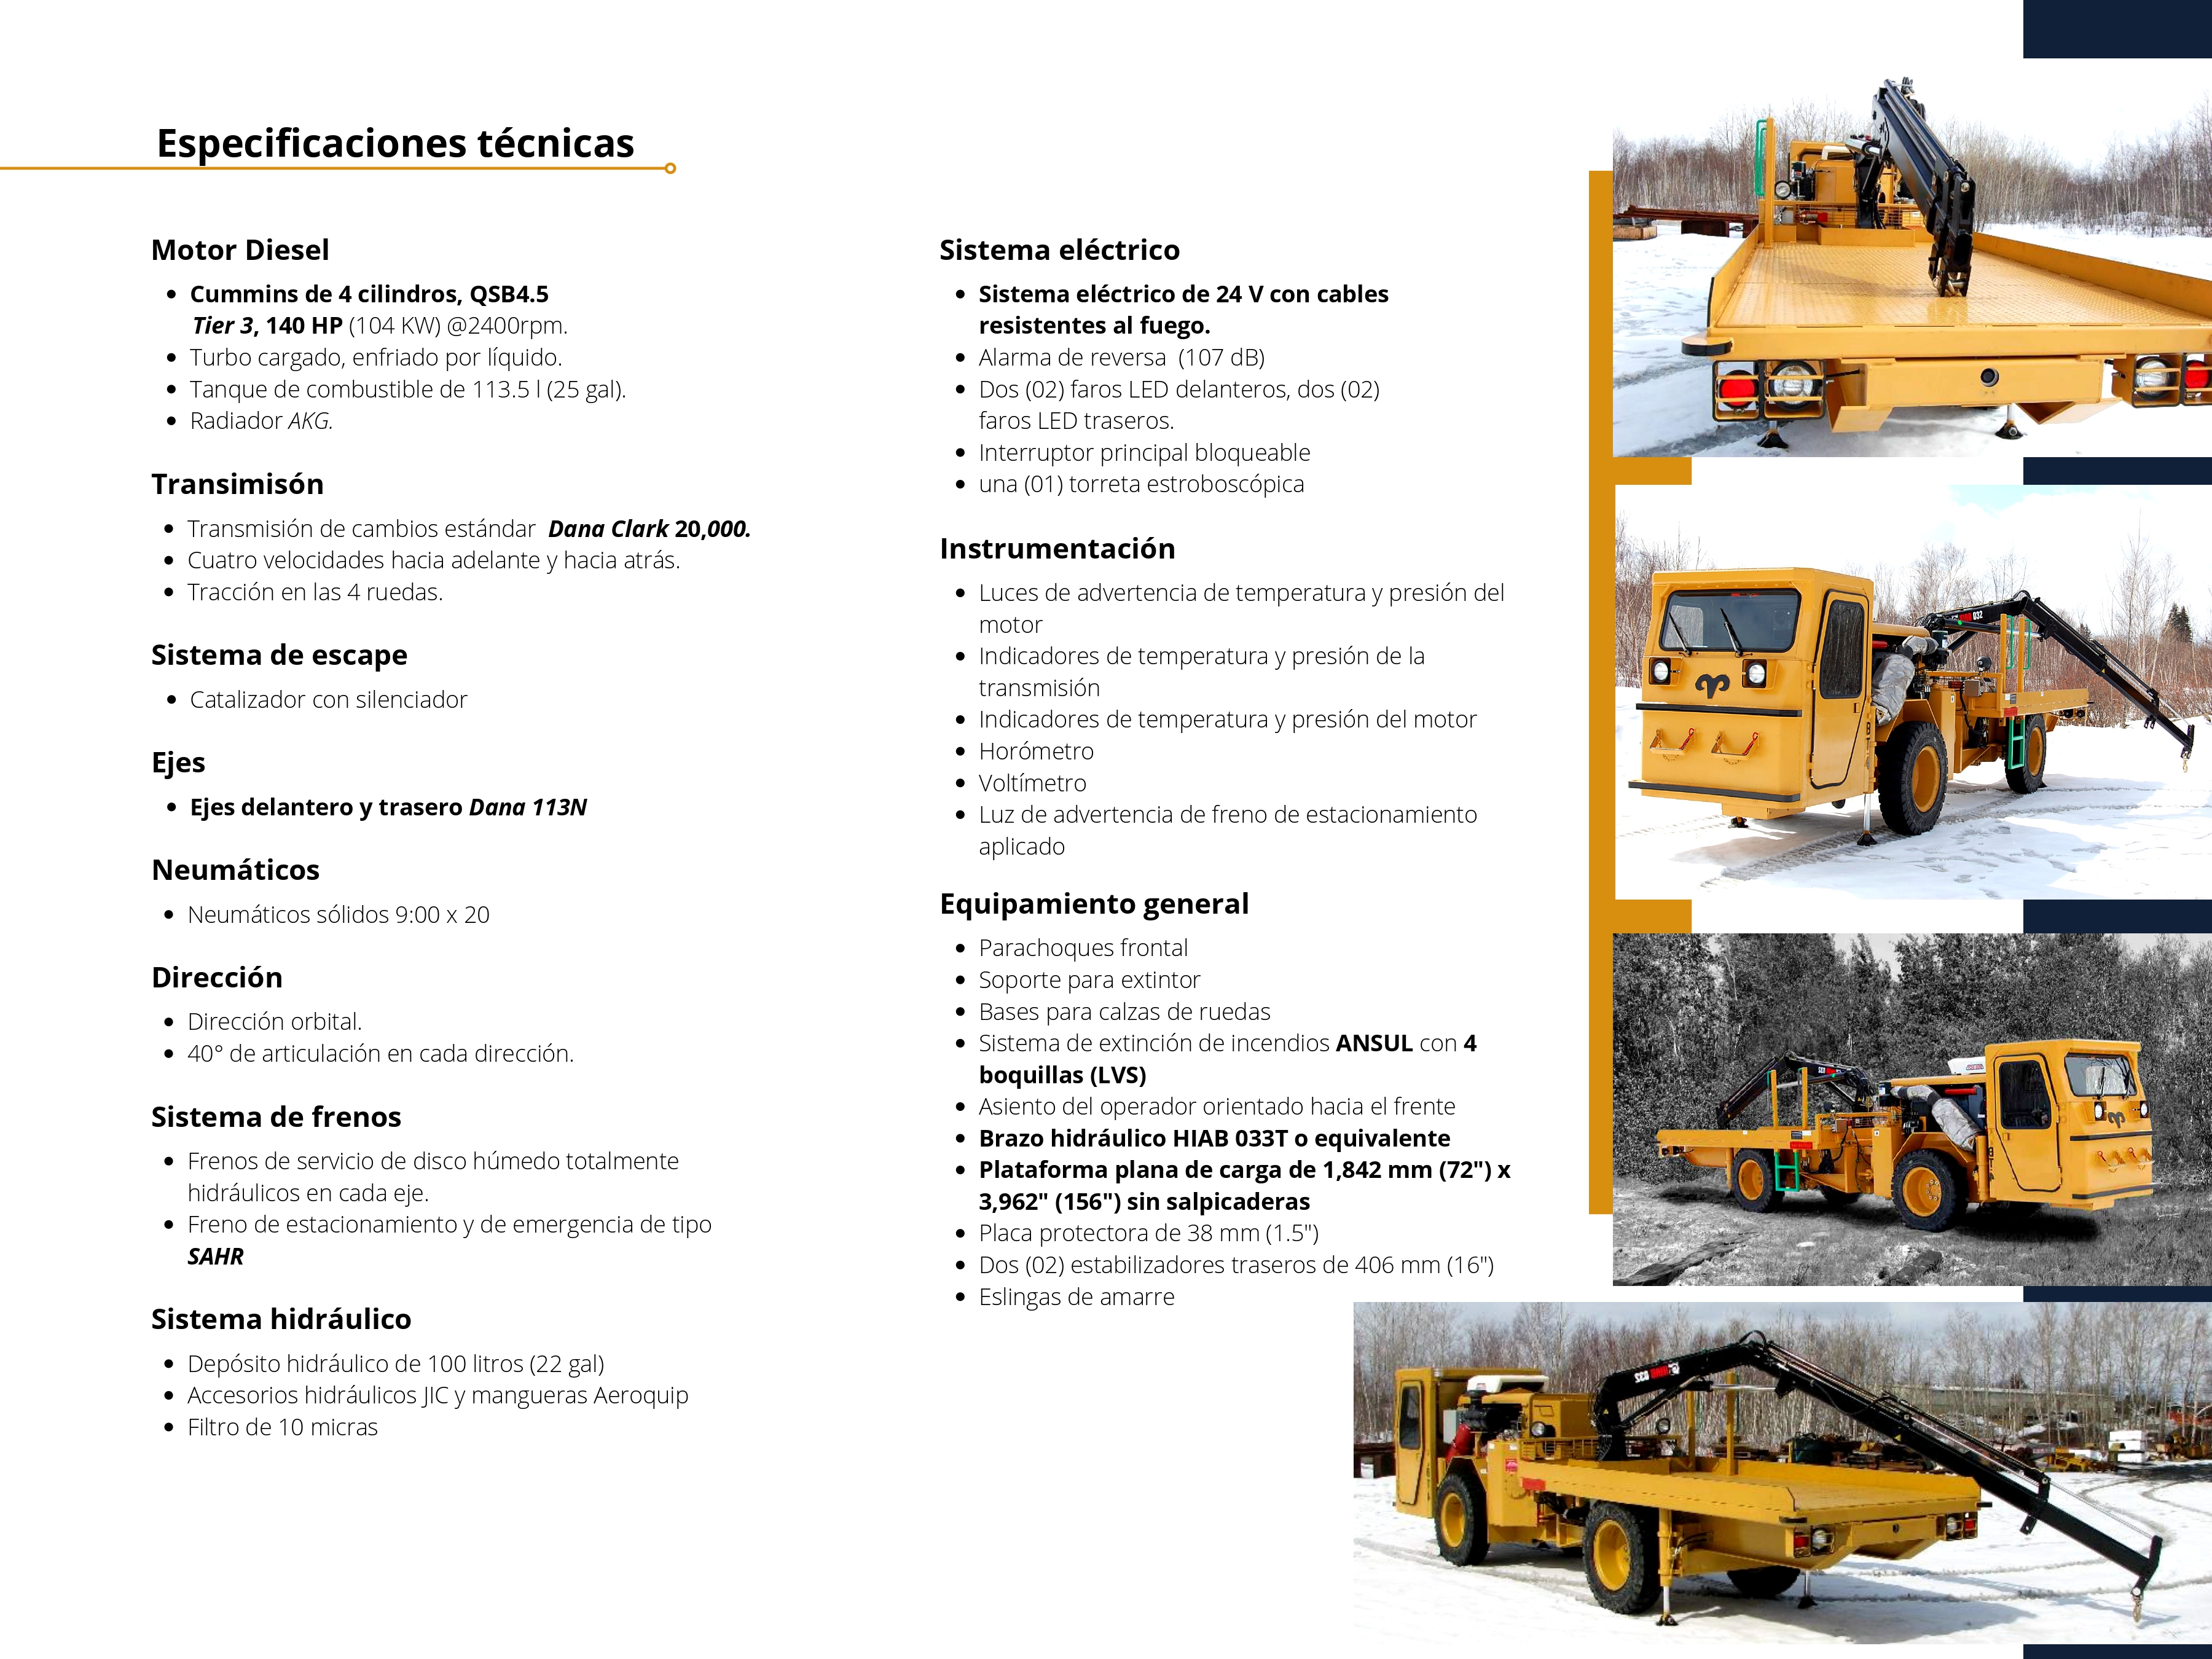 Especificaciones técnicas
Motor Diesel
Cummins de 4 cilindros, QSB4.5
Tier 3, 140 HP (104 KW) @2400rpm.
Turbo cargado, enfriado por líquido.
Tanque de combustible de 113.5 l (25 gal).
Radiador AKG.
Transimisón
Transmisión de cambios estándar Dana Clark 20,000.
Cuatro velocidades hacia adelante y hacia atrás.
Tracción en las 4 ruedas.
Sistema de escape
Catalizador con silenciador
Ejes
Ejes delantero y trasero Dana 113N
Neumáticos
Neumáticos sólidos 9:00 x 20
Dirección
Dirección orbital.
40° de articulación en cada dirección.
Sistema de frenos
Frenos de servicio de disco húmedo totalmente
hidráulicos en cada eje.
Freno de estacionamiento y de emergencia de tipo
SAHR
Sistema hidráulico
Depósito hidráulico de 100 litros (22 gal)
Accesorios hidráulicos JIC y mangueras Aeroquip
Filtro de 10 micras
Sistema eléctrico
Sistema eléctrico de 24 V con cables
resistentes al fuego.
Alarma de reversa (107 dB)
Dos (02) faros LED delanteros, dos (02)
faros LED traseros.
Interruptor principal bloqueable
una (01) torreta estroboscópica
Instrumentación
Luces de advertencia de temperatura y presión del
motor
Indicadores de temperatura y presión de la
transmisión
Indicadores de temperatura y presión del motor
Horómetro
Voltímetro
Luz de advertencia de freno de estacionamiento
aplicado
Equipamiento general
Parachoques frontal
Soporte para extintor
Bases para calzas de ruedas
Sistema de extinción de incendios ANSUL con 4
boquillas (LVS)
Asiento del operador orientado hacia el frente
Brazo hidráulico HIAB 033T o equivalente
Plataforma plana de carga de 1,842 mm (72") x
3,962" (156") sin salpicaderas
Placa protectora de 38 mm (1.5")
Dos (02) estabilizadores traseros de 406 mm (16")
Eslingas de amarre
032